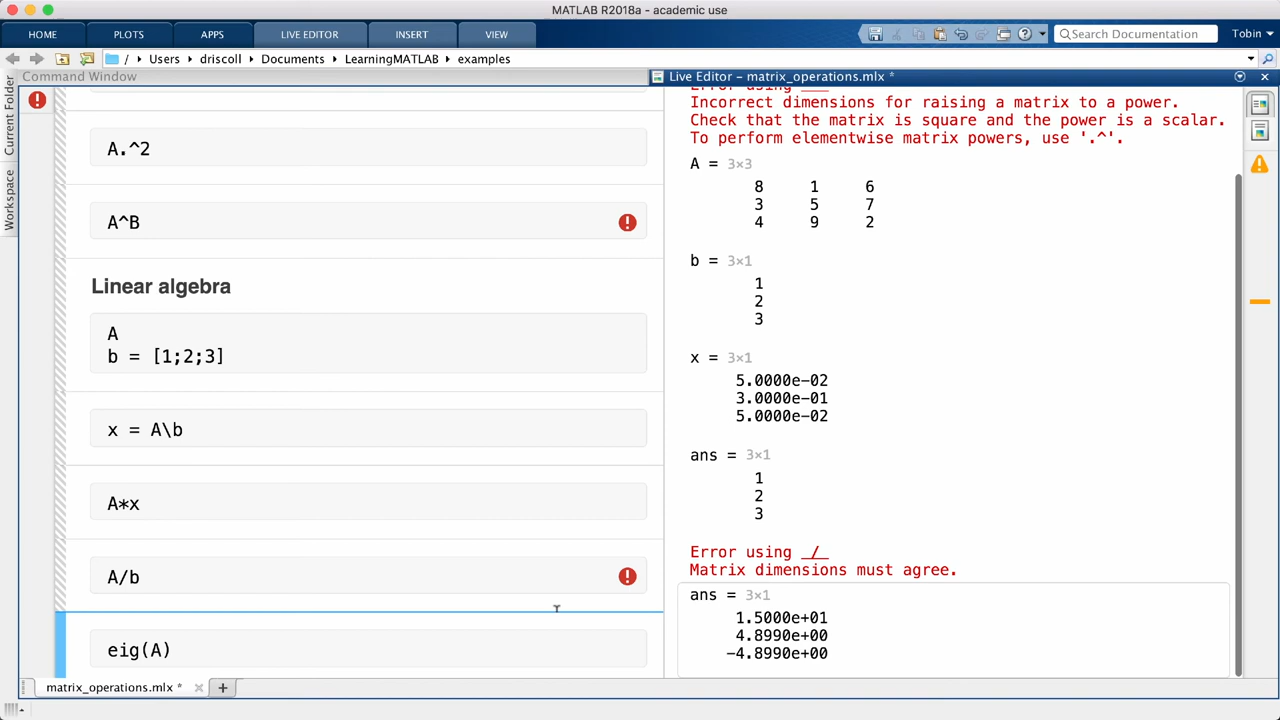 MATLAB R2018a - academic use
HOME PLOTS APPS LIVE EDITOR INSERT VIEW
Search Documentation
Tobin
/ Users driscoll Documents LearningMATLAB examples
Command Window
Live Editor – matrix_operations.mlx *
Current Folder
Workspace
A.^2
A^B
Linear algebra
A
b = [1;2;3]
x = A\b
A*x
A/b
eig(A)
matrix_operations.mlx *
Error using
Incorrect dimensions for raising a matrix to a power.
Check that the matrix is square and the power is a scalar.
To perform elementwise matrix powers, use '.^'.
A = 3×3
8 1 6
3 5 7
4 9 2
b = 3×1
1
2
3
x = 3×1
5.0000e-02
3.0000e-01
5.0000e-02
ans = 3×1
1
2
3
Error using /
Matrix dimensions must agree.
ans = 3×1
1.5000e+01
4.8990e+00
-4.8990e+00